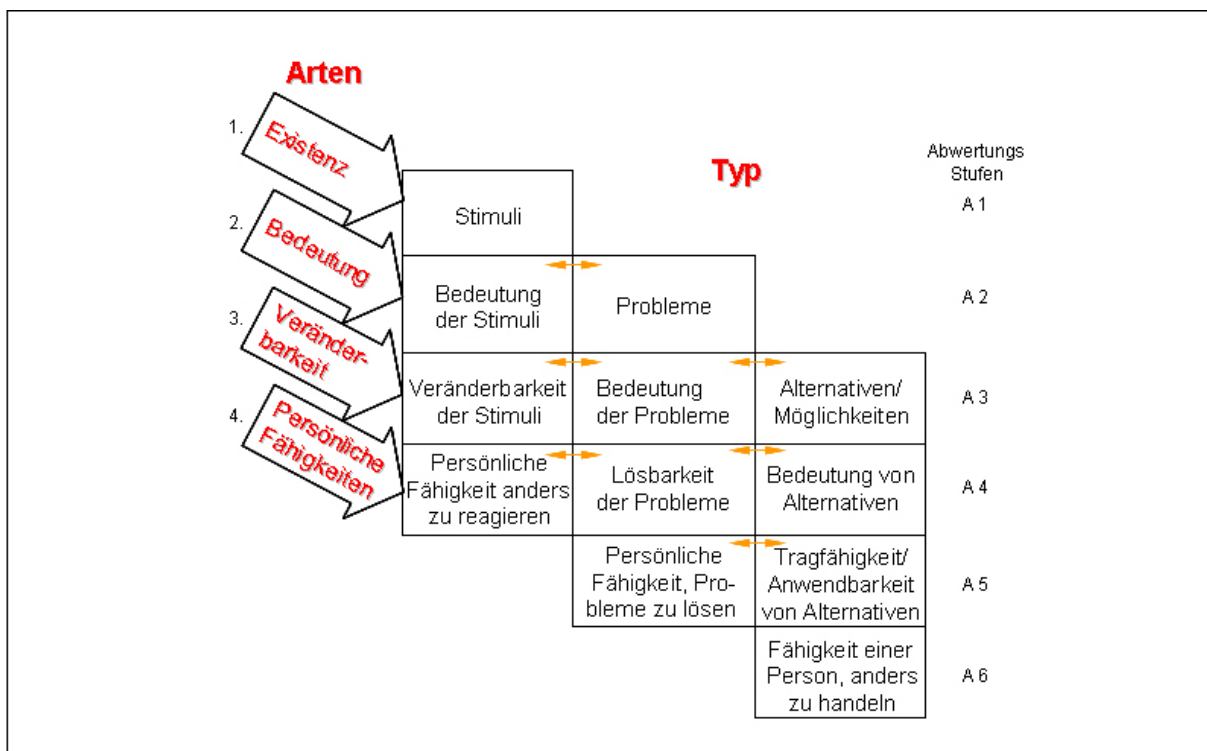 Arten
1.
Existenz
2.
Bedeutung
3.
Veränder-
barkeit
4.
Persönliche
Fähigkeiten
Typ
Abwertungs
Stufen
Stimuli
A 1
Bedeutung
der Stimuli
Probleme
A 2
Veränderbarkeit
der Stimuli
Bedeutung
der Probleme
Alternativen/
Möglichkeiten
A 3
Persönliche
Fähigkeit anders
zu reagieren
Lösbarkeit
der Probleme
Bedeutung von
Alternativen
A 4
Persönliche
Fähigkeit, Pro-
bleme zu lösen
Tragfähigkeit/
Anwendbarkeit
von Alternativen
A 5
Fähigkeit einer
Person, anders
zu handeln
A 6